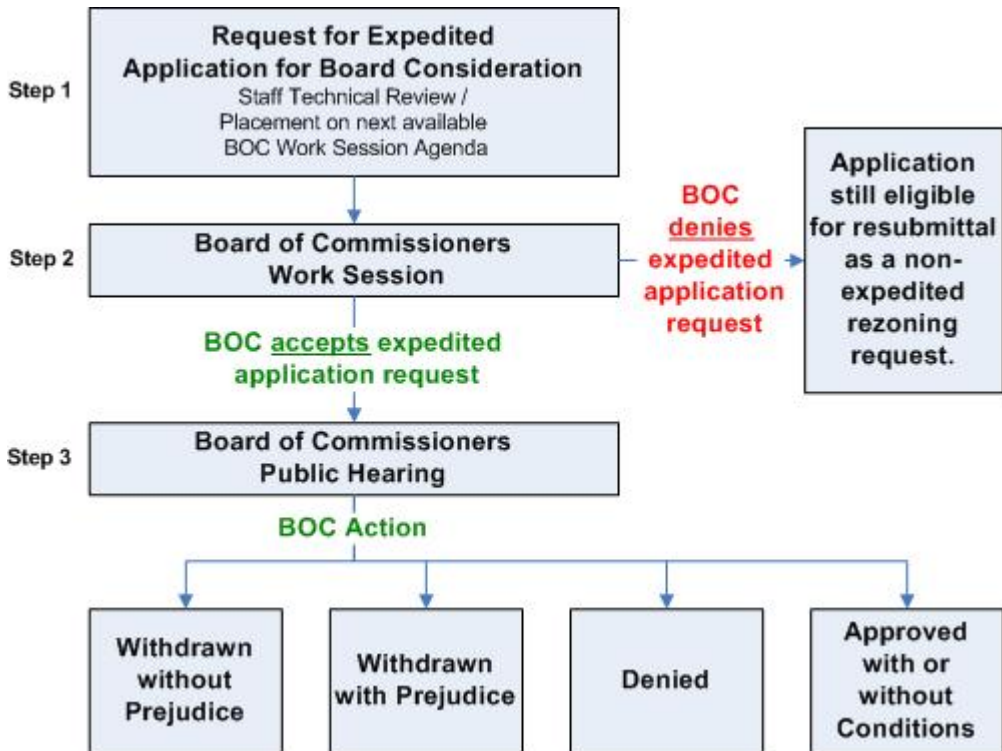 Step 1
Request for Expedited
Application for Board Consideration
Staff Technical Review /
Placement on next available
BOC Work Session Agenda
Step 2
Board of Commissioners
Work Session
BOC
denies
expedited
application
request
Application
still eligible
for resubmittal
as a non-
expedited
rezoning
request.
BOC accepts expedited
application request
Step 3
Board of Commissioners
Public Hearing
BOC Action
Withdrawn
without
Prejudice
Withdrawn
with Prejudice
Denied
Approved
with or
without
Conditions